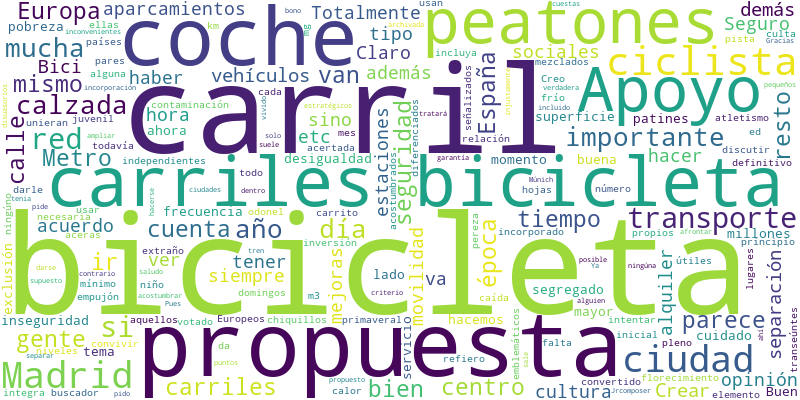 Europa aparcamientos coche km bono Totalmente usan peatones demás
pobreza países ellas tipo incluya Seguro
mucha inconvenientes mg Claro sociales culta
Bici pares haber vehículos van además ciclista pista Gracias
mismo alguna carril mezclados
unieran juvenil hora contaminación cada sino España Creo frío verdadera pequeños
calzada ampliar ahora vivido etc señalizados Apoyo incluido injustamente
calle red todavía acertada solo mes superficie patines atletismo
Metro desigualdad suele relación importante ed discutir resto
independientes estaciones seguridad diferenciados momento buena hacer definitivo
darle carriles bicicleta garantía
ningúno usar todo dentro acostumbrados Múnich hojas número
tenia pide necesaria frecuencia odonel carrito pereza tiempo incorporado transporte
acuerdo cuenta año día va propios afrontar
exclusión aceras extraño inversión mejoras movilidad época millones principio
ir ver tener tren lado posible Ya ninguna útiles lugares
contrario saludo siempre criterio alquiler separación
mínimo niño domingos m3 caída segregado alguien mayor
supuesto empujón acostumbrar Pues hacemos
bicicleta
inseguridad si aquellos votado Europeos chiquillos primaveral servicio emblemáticos intentar inicial parece pleno cuidado transeúntes
gente tema convivir da refiero falta
separar niveles puntos propuesta ciudad opinión
Madrid carriles bien centro cultura convertido florecimiento elemento
integra buscador pido calor Crear Buen